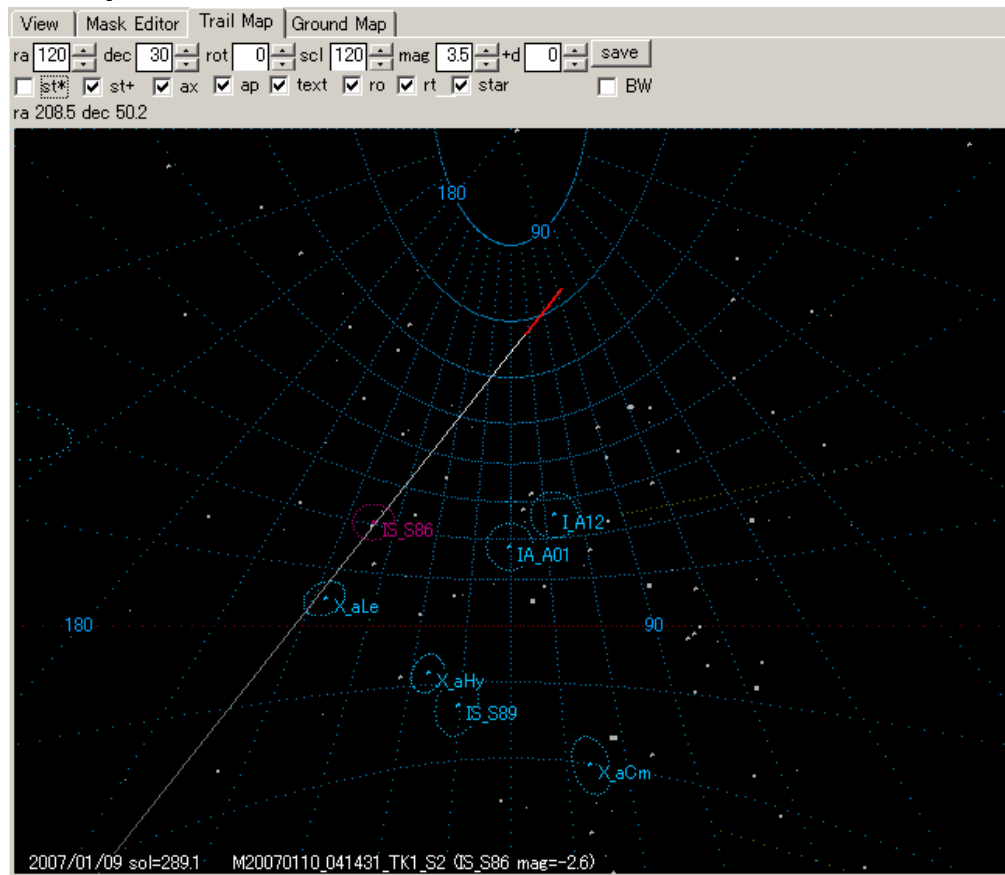 View Mask Editor Trail Map Ground Map
ra 120 dec 30 rot 0 scl 120 mag 3.5 +d 0 save
st* st+ ax ap text ro rt star BW
ra 208.5 dec 50.2
180
90
I_A12
IS_S86
IA_A01
X_aLe
180 90
X_aHy
IS_S89
X_aCm
2007/01/09 sol=289.1 M20070110_041431_TK1_S2 (IS_S86 mag=-2.6)